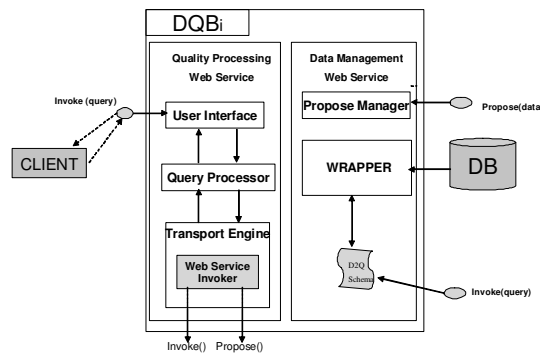 DQBi
Quality Processing
Web Service
Data Management
Web Service
Invoke (query)
User Interface
Propose Manager
Propose(data
CLIENT
Query Processor
WRAPPER
DB
Transport Engine
Web Service
Invoker
D2Q
Schema
Invoke(query)
Invoke()
Propose()